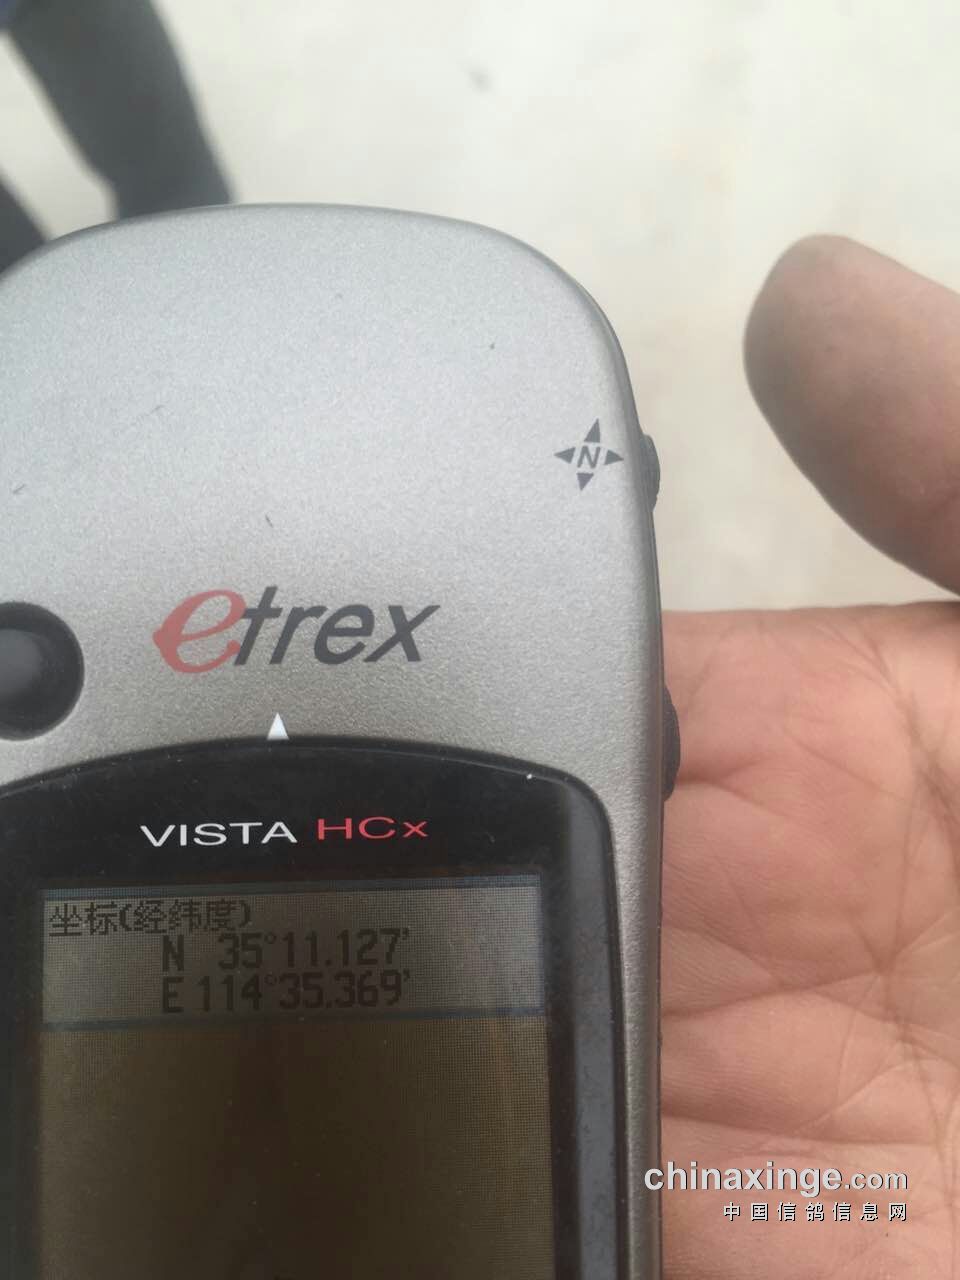 N
etrex
VISTA HCx
坐标(经纬度)
N 35°11.127'
E 114°35.369'
chinaxinge.com
中国信鸽信息网